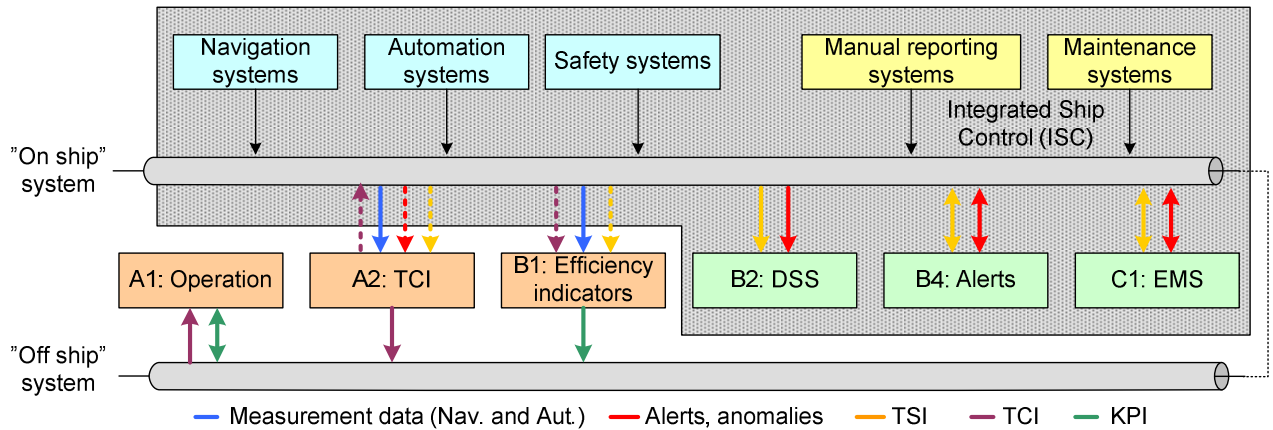 Navigation
systems
Automation
systems
Safety systems
Manual reporting
systems
Maintenance
systems
Integrated Ship
Control (ISC)
”On ship”
system
A1: Operation
A2: TCI
B1: Efficiency
indicators
B2: DSS
B4: Alerts
C1: EMS
”Off ship”
system
Measurement data (Nav. and Aut.)
Alerts, anomalies
TSI
TCI
KPI